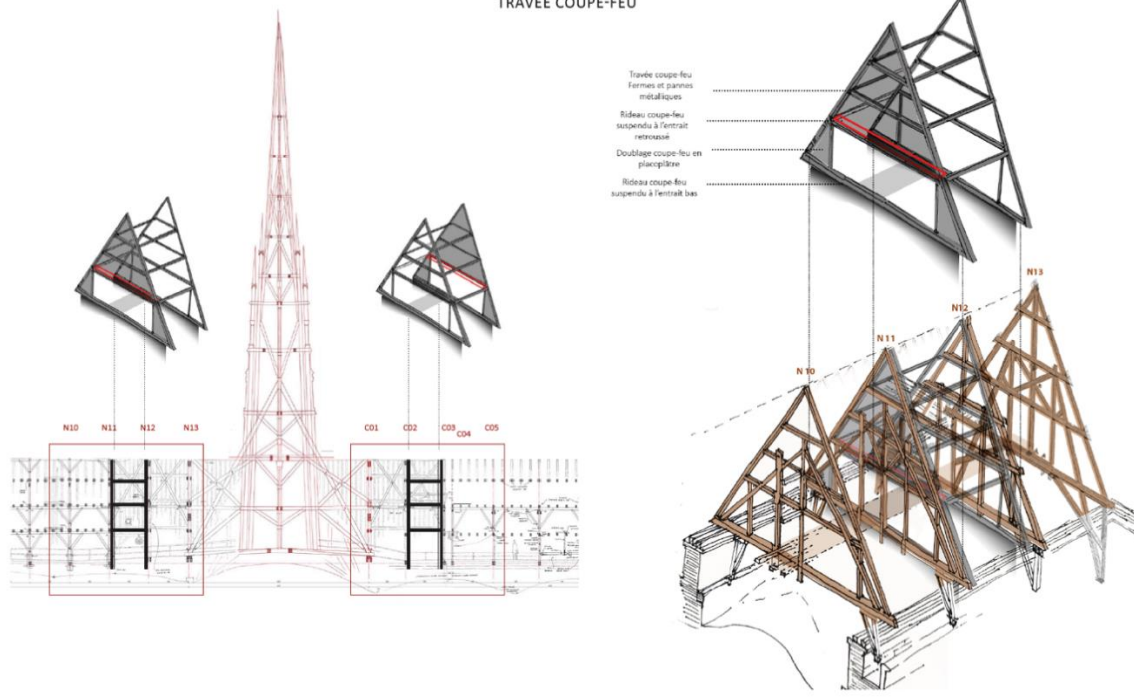 TRAVÉE COUPE-FEU
Travée coupe-feu
Fermes et pannes
métalliques
Rideau coupe-feu
suspendu à l'entrait
retroussé
Doublage coupe-feu en
placoplâtre
Rideau coupe-feu
suspendu à l'entrait bas
N10
N11
N12
N13
C01
C02
C03
C04
C05
N13
N12
N11
N10